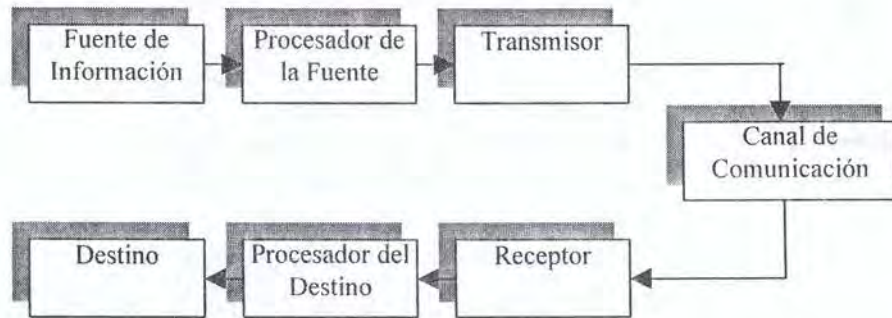 Fuente de
Información
Procesador de
la Fuente
Transmisor
Canal de
Comunicación
Destino
Procesador del
Destino
Receptor